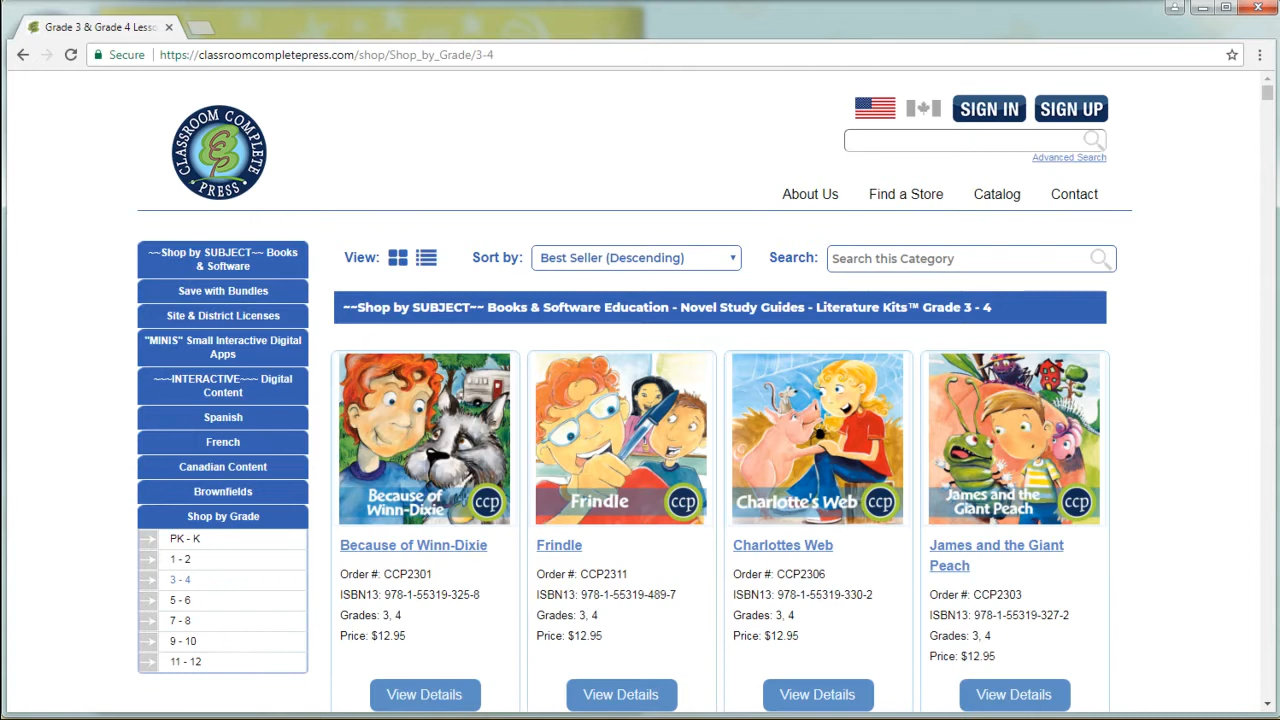 Grade 3 & Grade 4 Lesso
Secure
https://classroomcompletepress.com/shop/Shop_by_Grade/3-4
CLASSROOM COMPLETE
PRESS
SIGN IN
SIGN UP
Advanced Search
About Us
Find a Store
Catalog
Contact
~~Shop by SUBJECT~~ Books
& Software
Save with Bundles
Site & District Licenses
"MINIS" Small Interactive Digital
Apps
~~~INTERACTIVE~~~ Digital
Content
Spanish
French
Canadian Content
Brownfields
Shop by Grade
PK - K
1 - 2
3 - 4
5 - 6
7 - 8
9 - 10
11 - 12
View:
Sort by:
Best Seller (Descending)
Search:
Search this Category
~~Shop by SUBJECT~~ Books & Software Education - Novel Study Guides - Literature Kits™ Grade 3 - 4
Because of
Winn-Dixie
ccp
Because of Winn-Dixie
Order #: CCP2301
ISBN13: 978-1-55319-325-8
Grades: 3, 4
Price: $12.95
View Details
Frindle
ccp
Frindle
Order #: CCP2311
ISBN13: 978-1-55319-489-7
Grades: 3, 4
Price: $12.95
View Details
Charlotte's Web
ccp
Charlottes Web
Order #: CCP2306
ISBN13: 978-1-55319-330-2
Grades: 3, 4
Price: $12.95
View Details
James and the
Giant Peach
ccp
James and the Giant
Peach
Order #: CCP2303
ISBN13: 978-1-55319-327-2
Grades: 3, 4
Price: $12.95
View Details